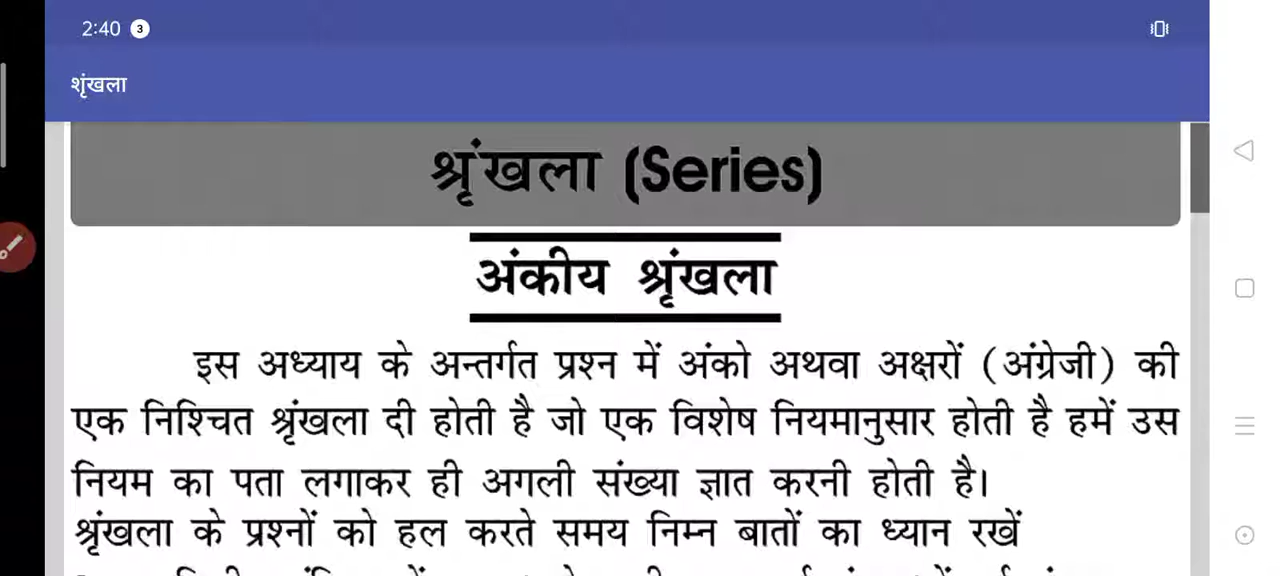 2:40 3
शृंखला
श्रृंखला (Series)
अंकीय श्रृंखला
इस अध्याय के अन्तर्गत प्रश्न में अंको अथवा अक्षरों (अंग्रेजी) की
एक निश्चित श्रृंखला दी होती है जो एक विशेष नियमानुसार होती है हमें उस
नियम का पता लगाकर ही अगली संख्या ज्ञात करनी होती है।
श्रृंखला के प्रश्नों को हल करते समय निम्न बातों का ध्यान रखें